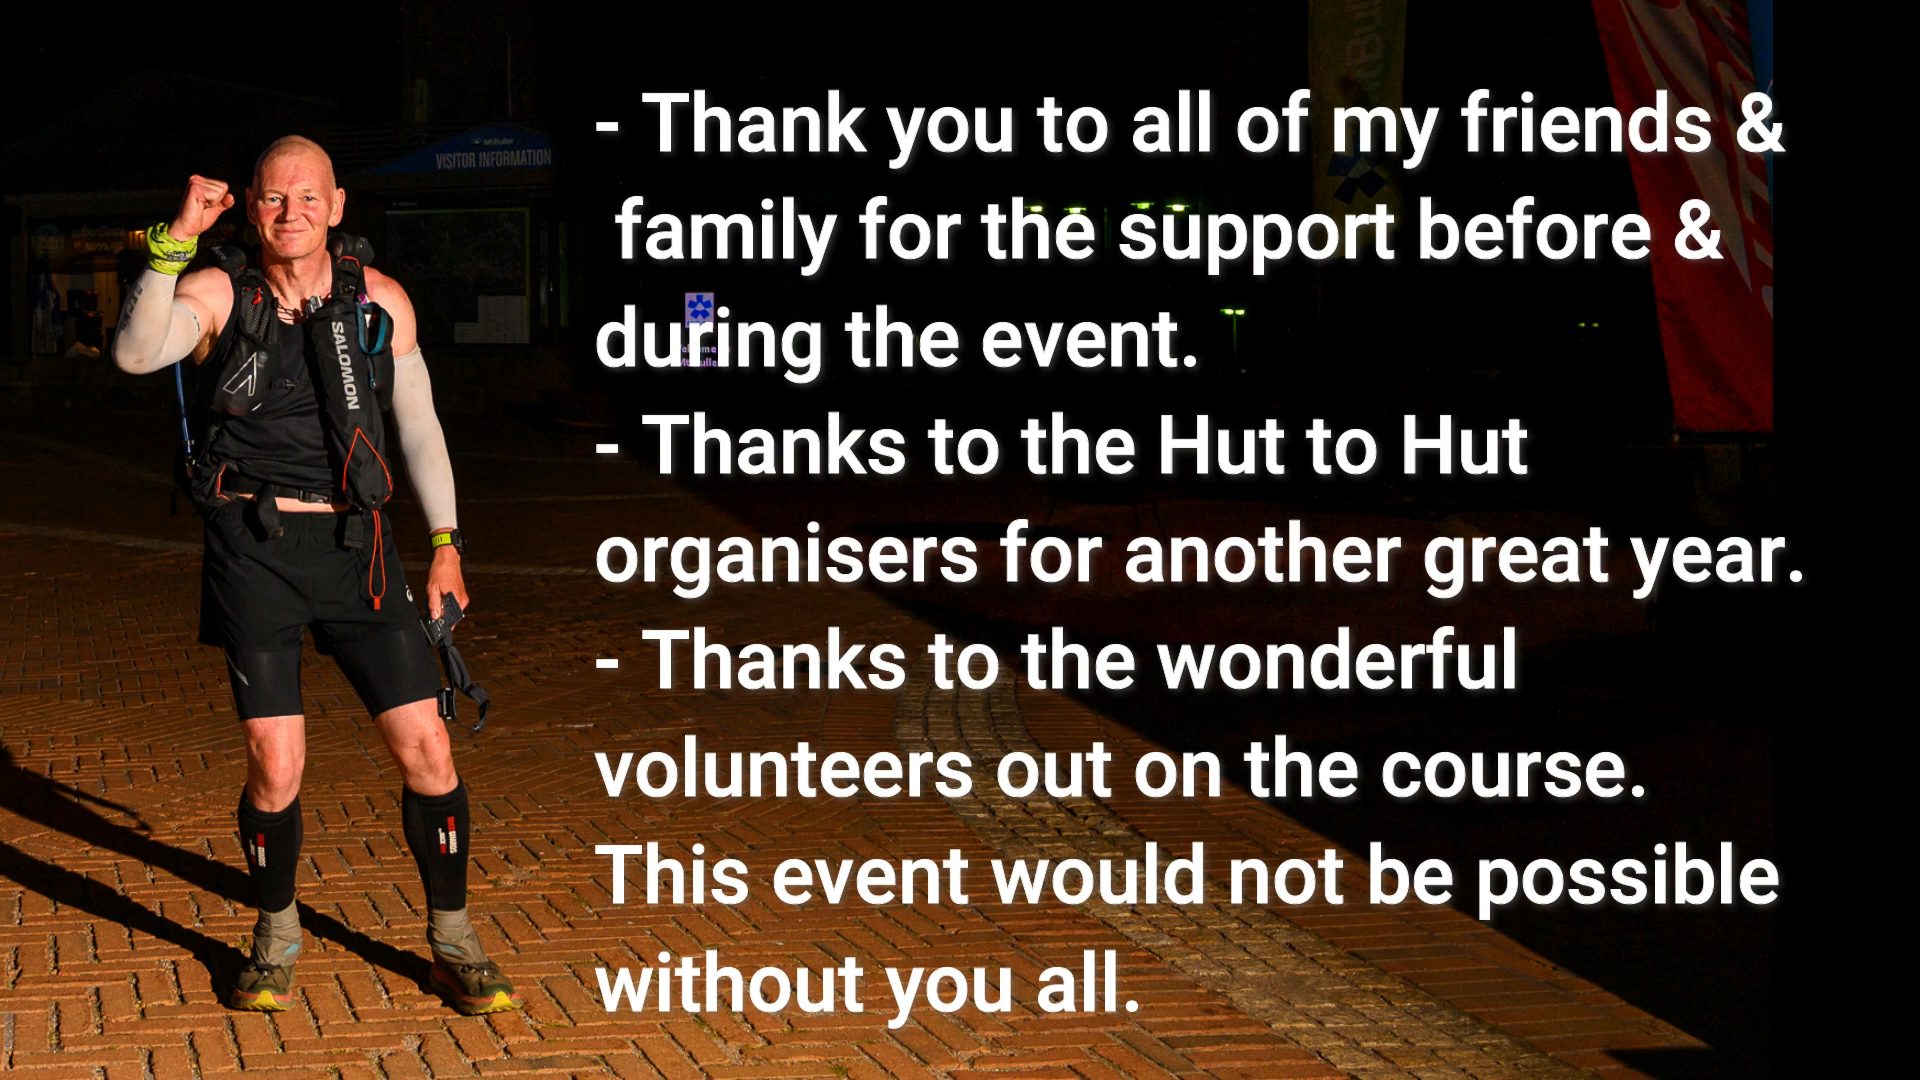 - Thank you to all of my friends &
family for the support before &
during the event.
- Thanks to the Hut to Hut
organisers for another great year.
- Thanks to the wonderful
volunteers out on the course.
This event would not be possible
without you all.
Mt Buller
VISITOR INFORMATION
SALOMON